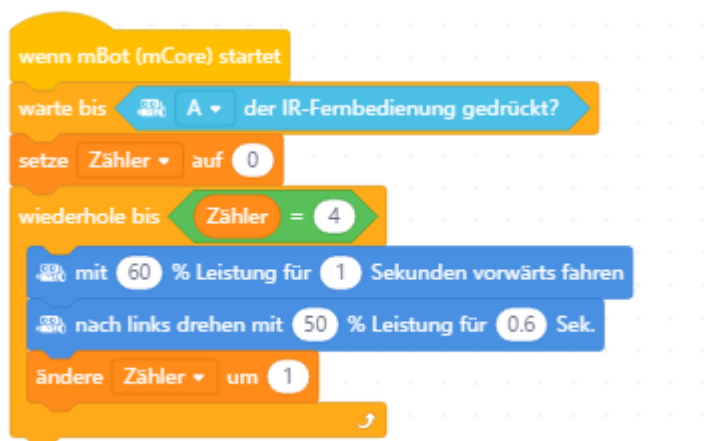 wenn mBot (mCore) startet
warte bis A der IR-Fernbedienung gedrückt?
setze Zähler auf 0
wiederhole bis Zähler = 4
mit 60 % Leistung für 1 Sekunden vorwärts fahren
nach links drehen mit 50 % Leistung für 0.6 Sek.
ändere Zähler um 1